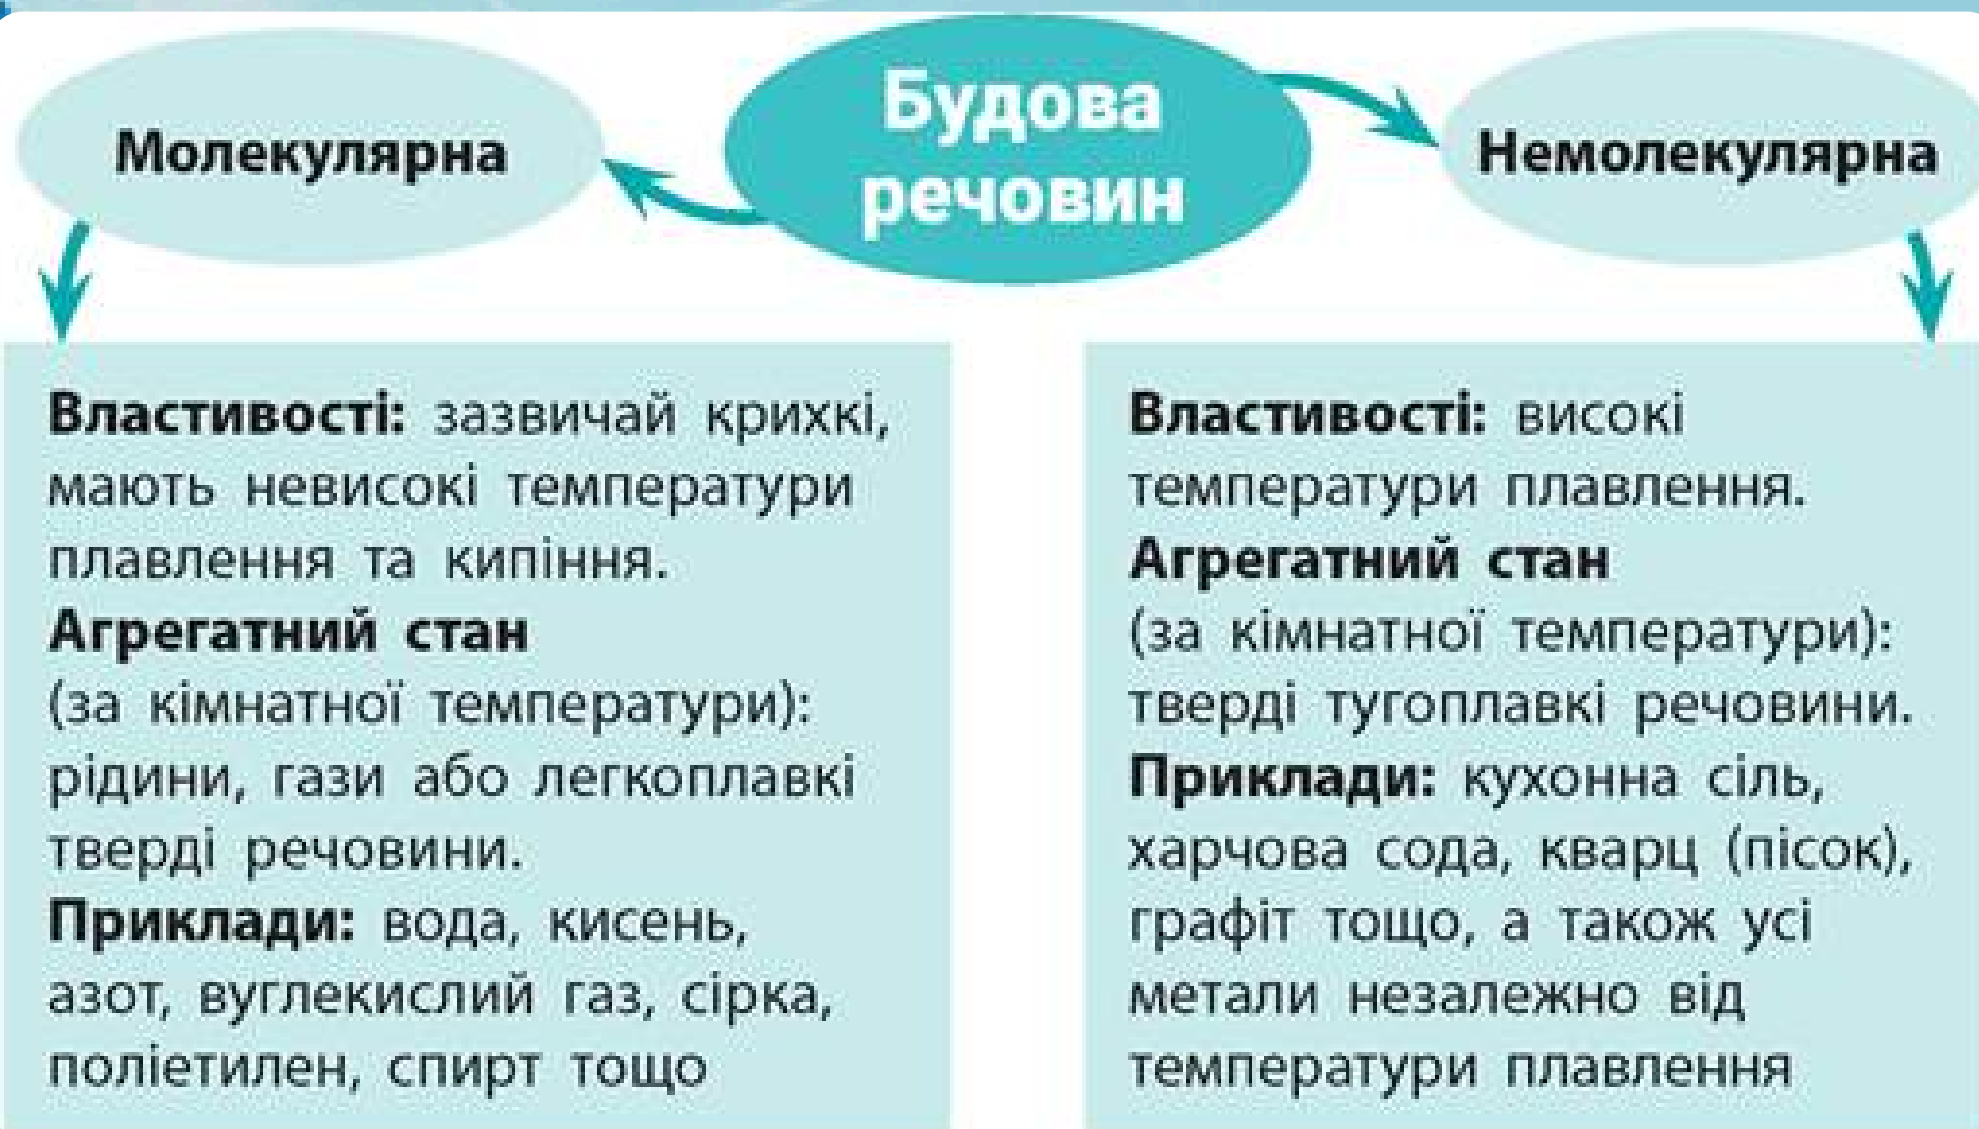 Будова
речовин
Молекулярна
Немолекулярна
Властивості: зазвичай крихкі,
мають невисокі температури
плавлення та кипіння.
Агрегатний стан
(за кімнатної температури):
рідини, гази або легкоплавкі
тверді речовини.
Приклади: вода, кисень,
азот, вуглекислий газ, сірка,
поліетилен, спирт тощо
Властивості: високі
температури плавлення.
Агрегатний стан
(за кімнатної температури):
тверді тугоплавкі речовини.
Приклади: кухонна сіль,
харчова сода, кварц (пісок),
графіт тощо, а також усі
метали незалежно від
температури плавлення